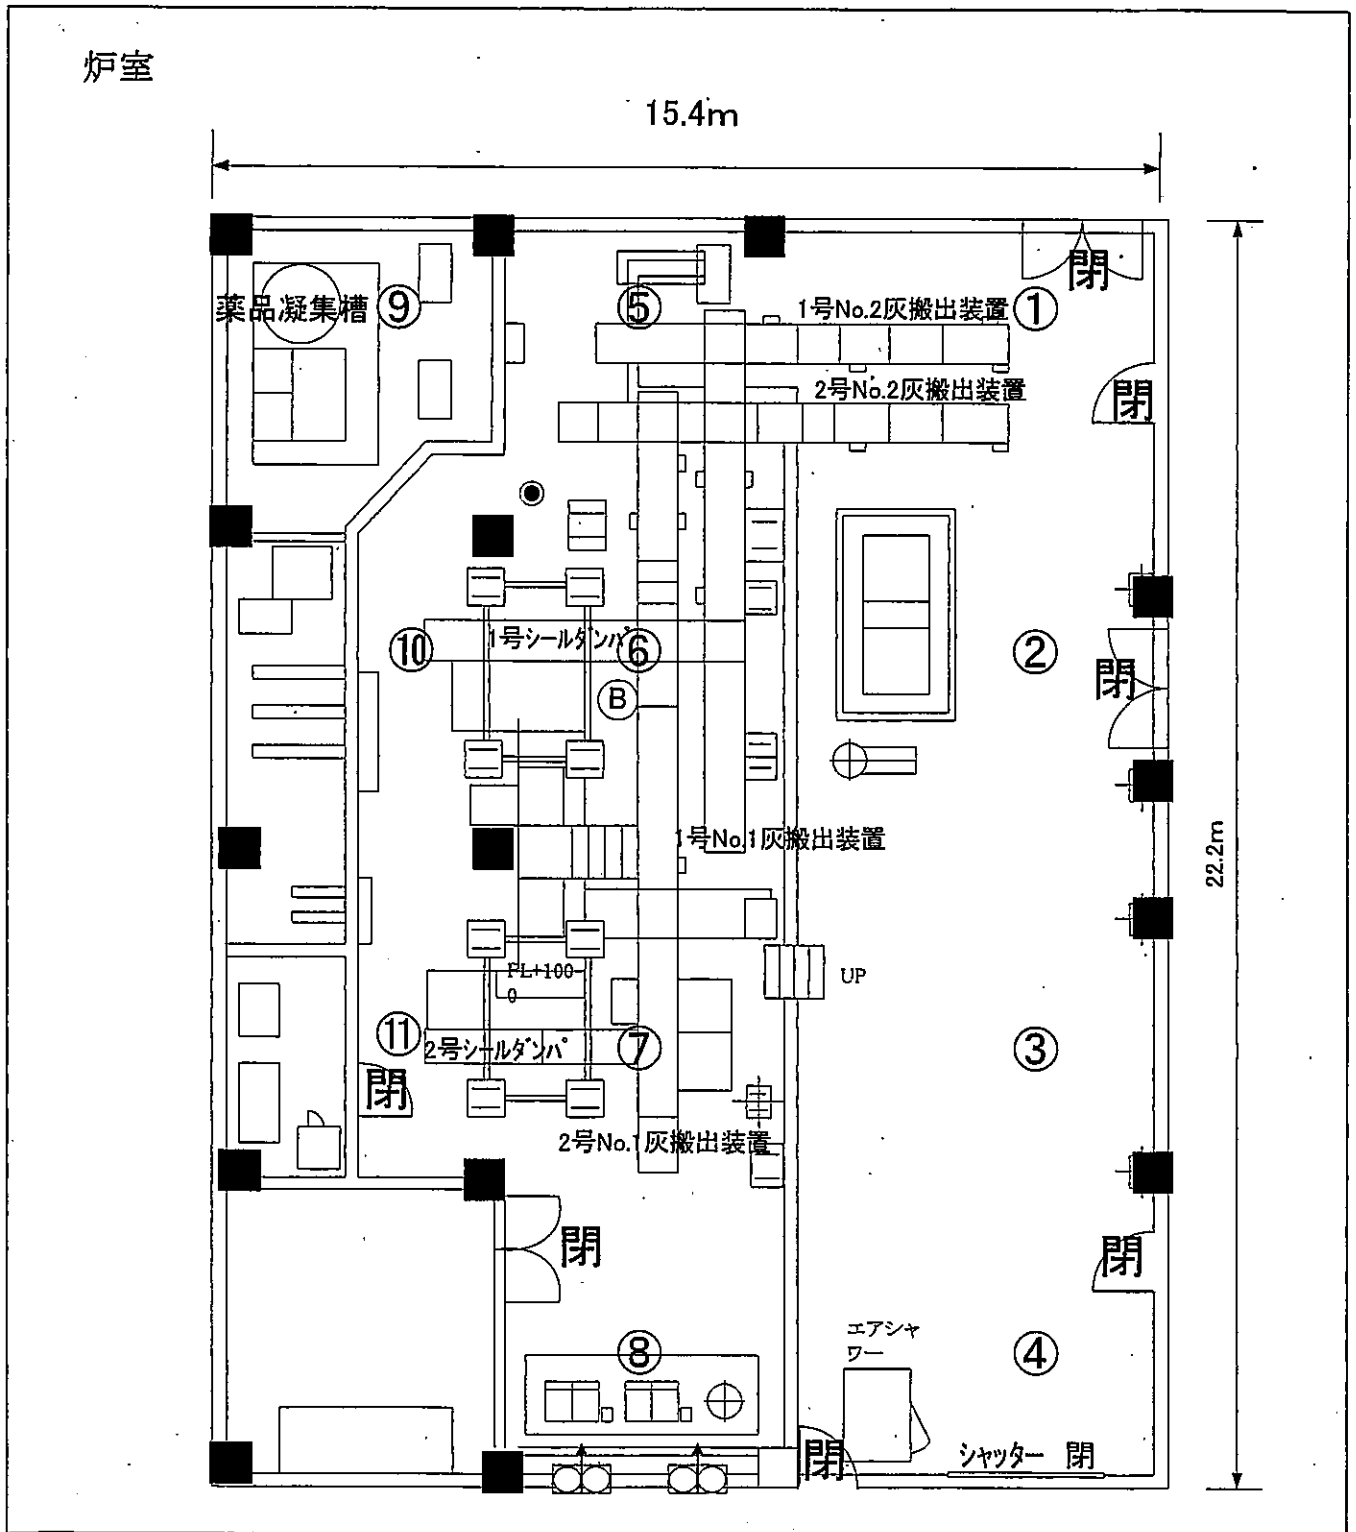 炉室
15.4m
閉
薬品凝集槽 ⑨
⑤
1号No.2灰搬出装置 ①
2号No.2灰搬出装置
閉
⑩ 1号シールダンパ ⑥
②
閉
B
1号No.1灰搬出装置
22.2m
FL+100
0
UP
⑪ 2号シールダンパ ⑦
③
閉
2号No.1灰搬出装置
閉
閉
⑧
エアシャ
ワー
④
閉
シャッター 閉